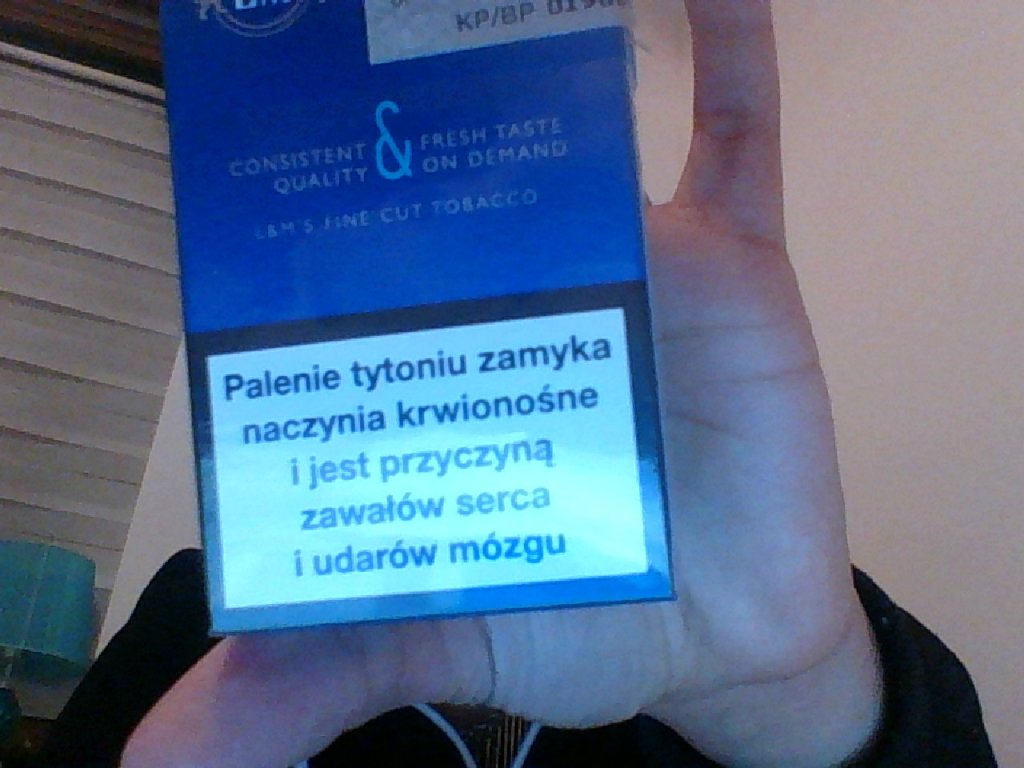 KP/BP
CONSISTENT QUALITY & FRESH TASTE ON DEMAND
L&M'S FINE CUT TOBACCO
Palenie tytoniu zamyka
naczynia krwionośne
i jest przyczyną
zawałów serca
i udarów mózgu